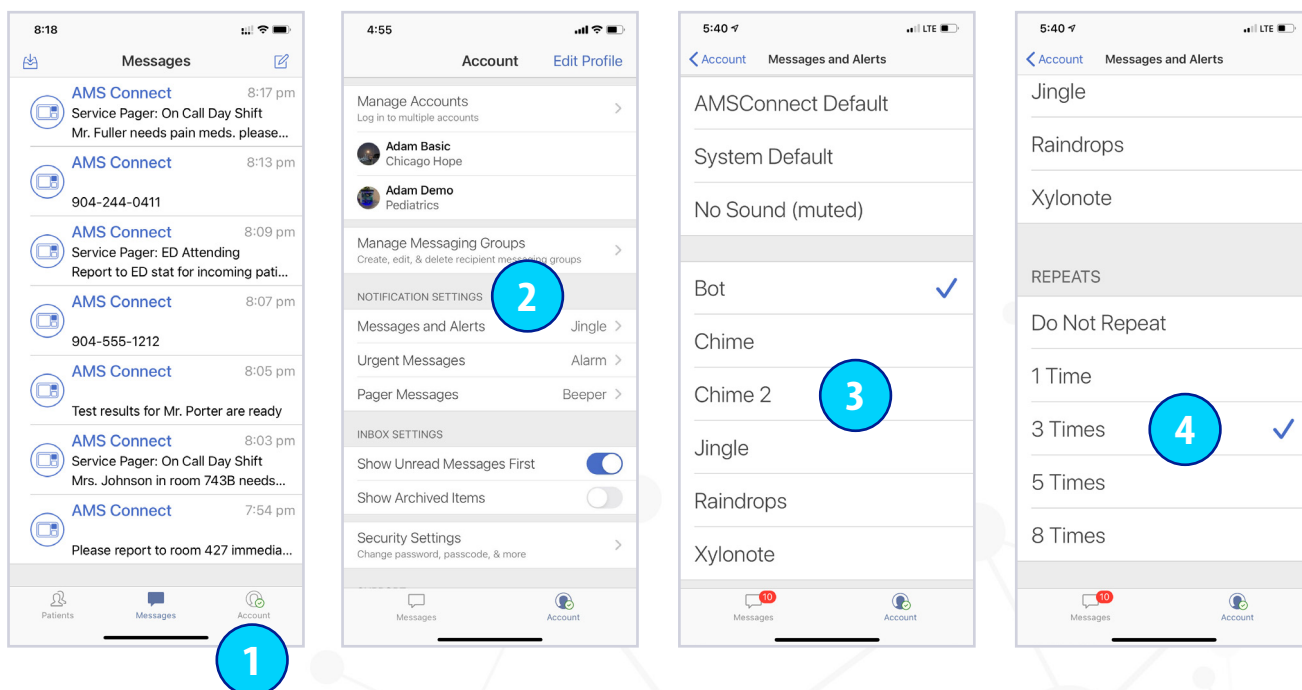 8:18
Messages
AMS Connect 8:17 pm
Service Pager: On Call Day Shift
Mr. Fuller needs pain meds. please...
AMS Connect 8:13 pm
904-244-0411
AMS Connect 8:09 pm
Service Pager: ED Attending
Report to ED stat for incoming pati...
AMS Connect 8:07 pm
904-555-1212
AMS Connect 8:05 pm
Test results for Mr. Porter are ready
AMS Connect 8:03 pm
Service Pager: On Call Day Shift
Mrs. Johnson in room 743B needs...
AMS Connect 7:54 pm
Please report to room 427 immedia...
Patients Messages Account
1
4:55
Account Edit Profile
Manage Accounts
Log in to multiple accounts
Adam Basic
Chicago Hope
Adam Demo
Pediatrics
Manage Messaging Groups
Create, edit, & delete recipient messaging groups
NOTIFICATION SETTINGS
2
Messages and Alerts Jingle
Urgent Messages Alarm
Pager Messages Beeper
INBOX SETTINGS
Show Unread Messages First
Show Archived Items
Security Settings
Change password, passcode, & more
Messages Account
5:40 LTE
Account Messages and Alerts
AMSConnect Default
System Default
No Sound (muted)
Bot
Chime
Chime 2
3
Jingle
Raindrops
Xylonote
10
Messages Account
5:40 LTE
Account Messages and Alerts
Jingle
Raindrops
Xylonote
REPEATS
Do Not Repeat
1 Time
3 Times
4
5 Times
8 Times
10
Messages Account